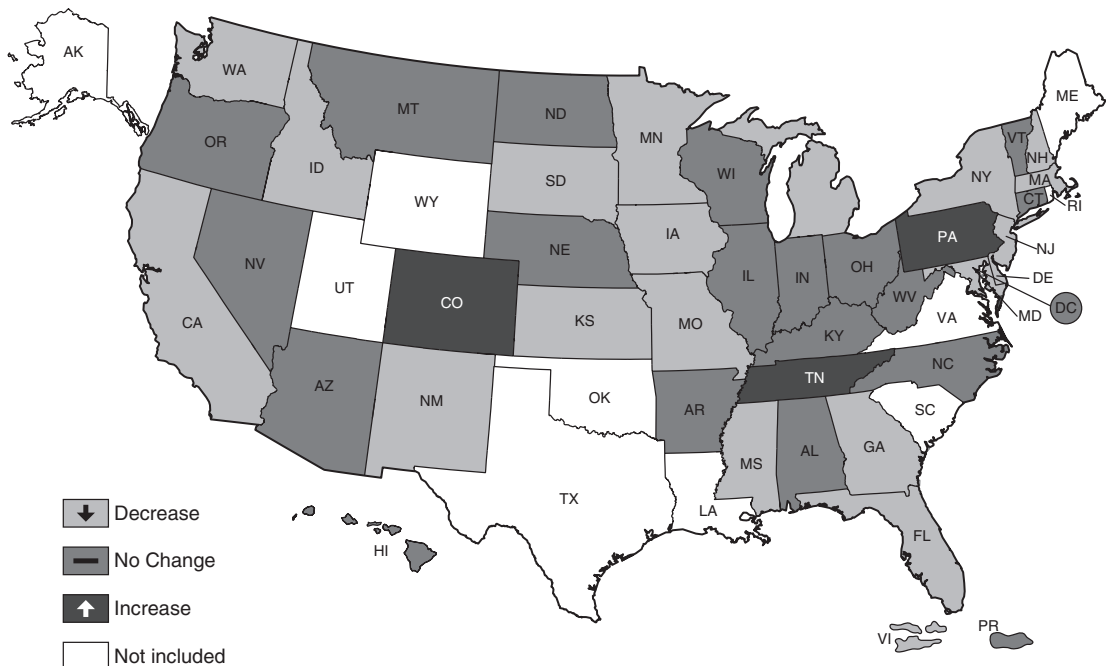 AK
WA
ME
MT
ND
VT
MN
OR
NH
ID
WI
SD
NY
MA
CT
WY
RI
IA
PA
NE
NJ
NV
OH
IL
IN
DE
UT
CO
DC
WV
MD
VA
CA
KS
MO
KY
NC
TN
AZ
OK
NM
AR
SC
GA
AL
MS
TX
LA
Decrease
FL
HI
No Change
Increase
PR
VI
Not included